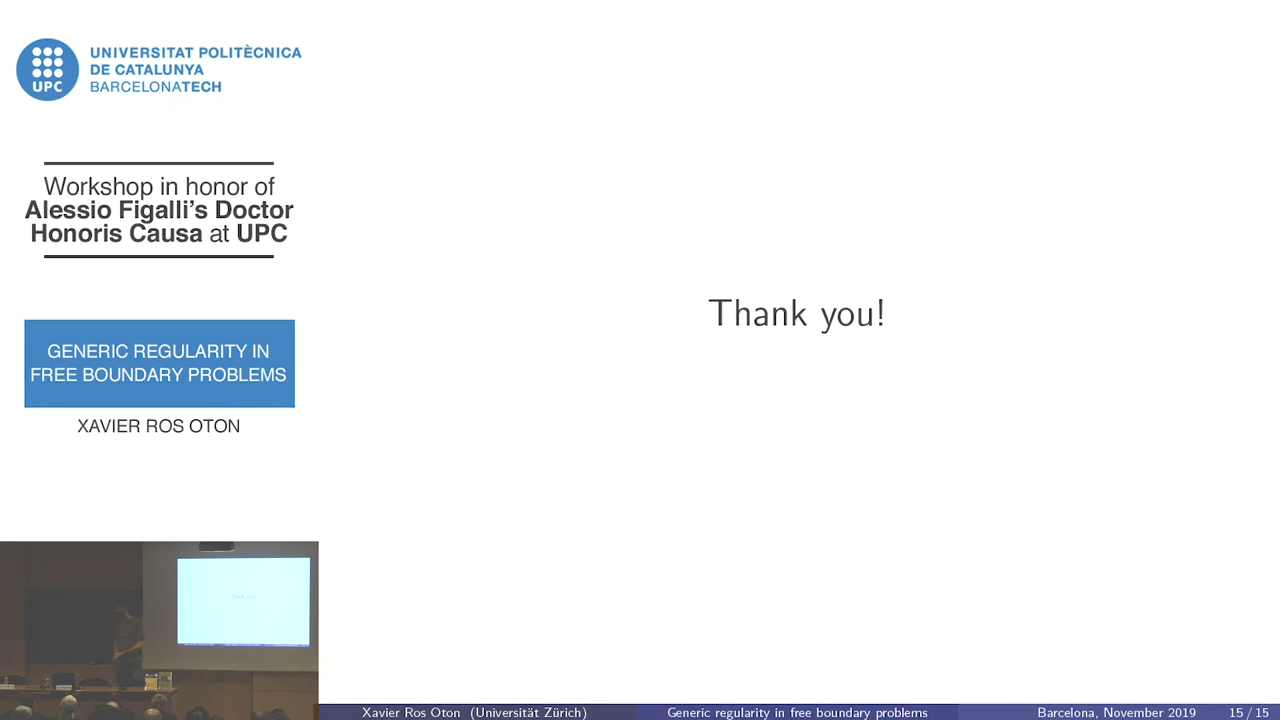 UNIVERSITAT POLITÈCNICA
DE CATALUNYA
BARCELONATECH
UPC
Workshop in honor of
Alessio Figalli's Doctor
Honoris Causa at UPC
GENERIC REGULARITY IN
FREE BOUNDARY PROBLEMS
XAVIER ROS OTON
Thank you!
Xavier Ros Oton (Universität Zürich)
Generic regularity in free boundary problems
Barcelona, November 2019
15 / 15